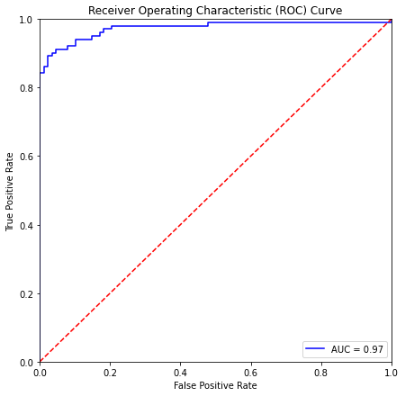 Receiver Operating Characteristic (ROC) Curve
1.0
0.8
0.6
0.4
0.2
0.0
True Positive Rate
AUC = 0.97
0.0 0.2 0.4 0.6 0.8 1.0
False Positive Rate